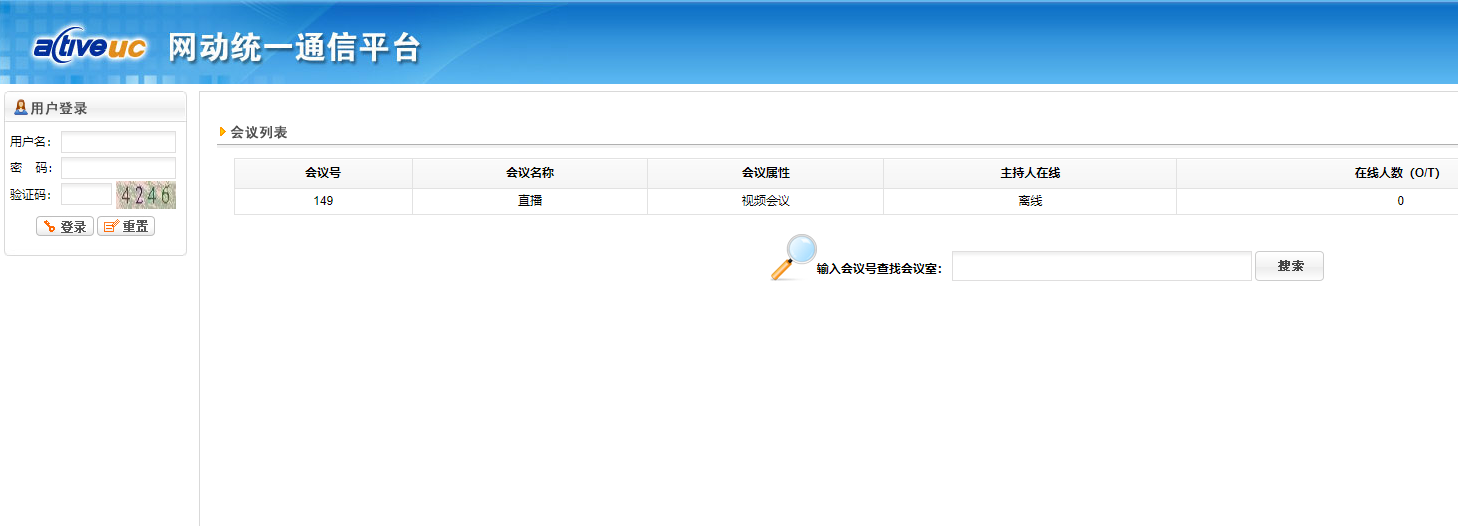 activeuc 网动统一通信平台
用户登录
用户名：
密 码：
验证码： 4246
登录 重置
会议列表
会议号 会议名称 会议属性 主持人在线 在线人数（O/T）
149 直播 视频会议 离线 0
输入会议号查找会议室： 搜索